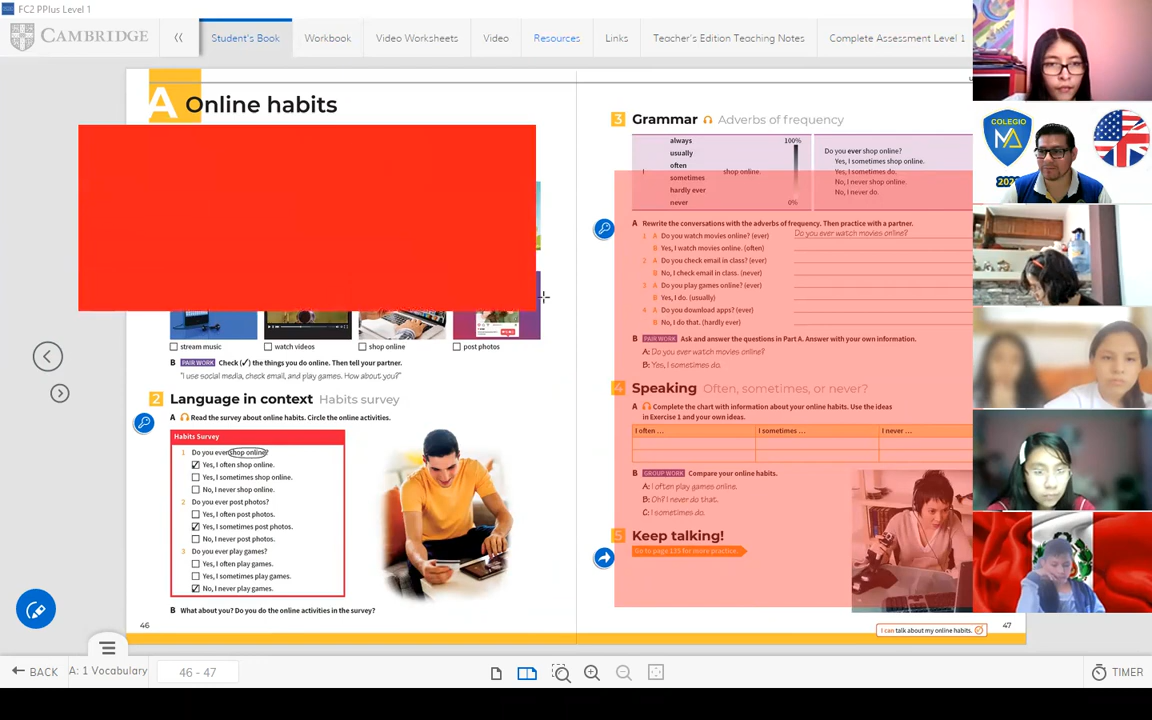 FC2 PPlus Level 1
CAMBRIDGE
Student's Book
Workbook
Video Worksheets
Video
Resources
Links
Teacher's Edition Teaching Notes
Complete Assessment Level 1
A Online habits
stream music
watch videos
shop online
post photos
B PAIR WORK Check (✓) the things you do online. Then tell your partner.
"I use social media, check email, and play games. How about you?"
2 Language in context Habits survey
A Read the survey about online habits. Circle the online activities.
Habits Survey
1 Do you ever shop online?
Yes, I often shop online.
Yes, I sometimes shop online.
No, I never shop online.
2 Do you ever post photos?
Yes, I often post photos.
Yes, I sometimes post photos.
No, I never post photos.
3 Do you ever play games?
Yes, I often play games.
Yes, I sometimes play games.
No, I never play games.
B What about you? Do you do the online activities in the survey?
46
3 Grammar Adverbs of frequency
always 100%
usually
often
I sometimes shop online.
hardly ever
never 0%
Do you ever shop online?
Yes, I sometimes shop online.
Yes, I sometimes do.
No, I never shop online.
No, I never do.
A Rewrite the conversations with the adverbs of frequency. Then practice with a partner.
1 A Do you watch movies online? (ever) Do you ever watch movies online?
B Yes, I watch movies online. (often)
2 A Do you check email in class? (ever)
B No, I check email in class. (never)
3 A Do you play games online? (ever)
B Yes, I do. (usually)
4 A Do you download apps? (ever)
B No, I do that. (hardly ever)
B PAIR WORK Ask and answer the questions in Part A. Answer with your own information.
A: Do you ever watch movies online?
B: Yes, I sometimes do.
4 Speaking Often, sometimes, or never?
A Complete the chart with information about your online habits. Use the ideas
in Exercise 1 and your own ideas.
I often ... I sometimes ... I never ...
B GROUP WORK Compare your online habits.
A: I often play games online.
B: Oh? I never do that.
C: I sometimes do.
5 Keep talking!
Go to page 125 for more practice.
I can talk about my online habits.
47
COLEGIO
BACK
A: 1 Vocabulary
46 - 47
TIMER